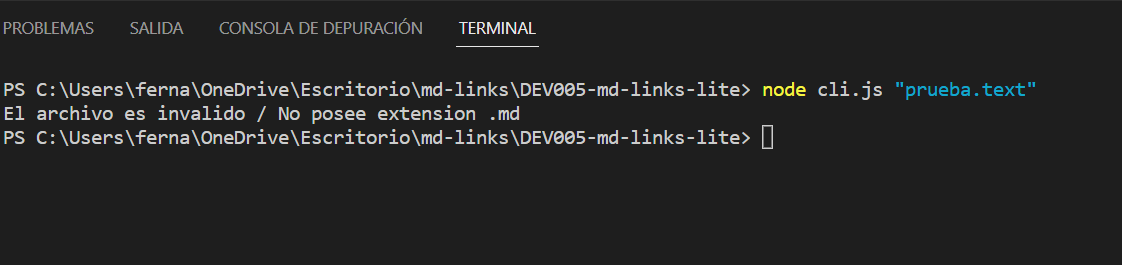 PROBLEMAS SALIDA CONSOLA DE DEPURACIÓN TERMINAL
PS C:\Users\ferna\OneDrive\Escritorio\md-links\DEV005-md-links-lite> node cli.js "prueba.text"
El archivo es invalido / No posee extension .md
PS C:\Users\ferna\OneDrive\Escritorio\md-links\DEV005-md-links-lite>